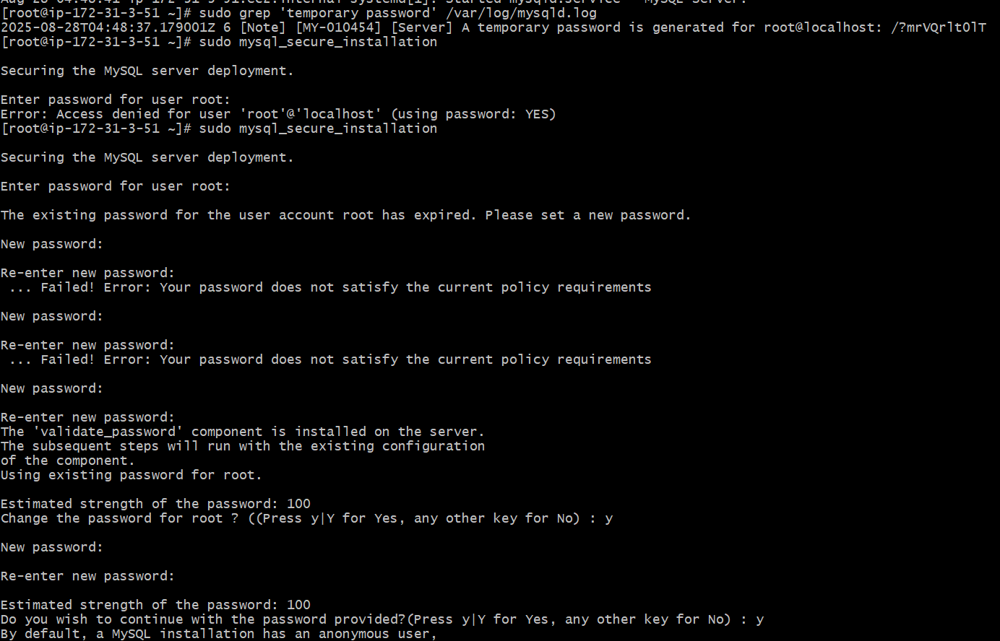 [root@ip-172-31-3-51 ~]# sudo grep 'temporary password' /var/log/mysqld.log
2025-08-28T04:48:37.179001Z 6 [Note] [MY-010454] [Server] A temporary password is generated for root@localhost: /?mrVQrlt0lT
[root@ip-172-31-3-51 ~]# sudo mysql_secure_installation
Securing the MySQL server deployment.
Enter password for user root:
Error: Access denied for user 'root'@'localhost' (using password: YES)
[root@ip-172-31-3-51 ~]# sudo mysql_secure_installation
Securing the MySQL server deployment.
Enter password for user root:
The existing password for the user account root has expired. Please set a new password.
New password:
Re-enter new password:
 ... Failed! Error: Your password does not satisfy the current policy requirements
New password:
Re-enter new password:
 ... Failed! Error: Your password does not satisfy the current policy requirements
New password:
Re-enter new password:
The 'validate_password' component is installed on the server.
The subsequent steps will run with the existing configuration
of the component.
Using existing password for root.
Estimated strength of the password: 100
Change the password for root ? ((Press y|Y for Yes, any other key for No) : y
New password:
Re-enter new password:
Estimated strength of the password: 100
Do you wish to continue with the password provided?(Press y|Y for Yes, any other key for No) : y
By default, a MySQL installation has an anonymous user,